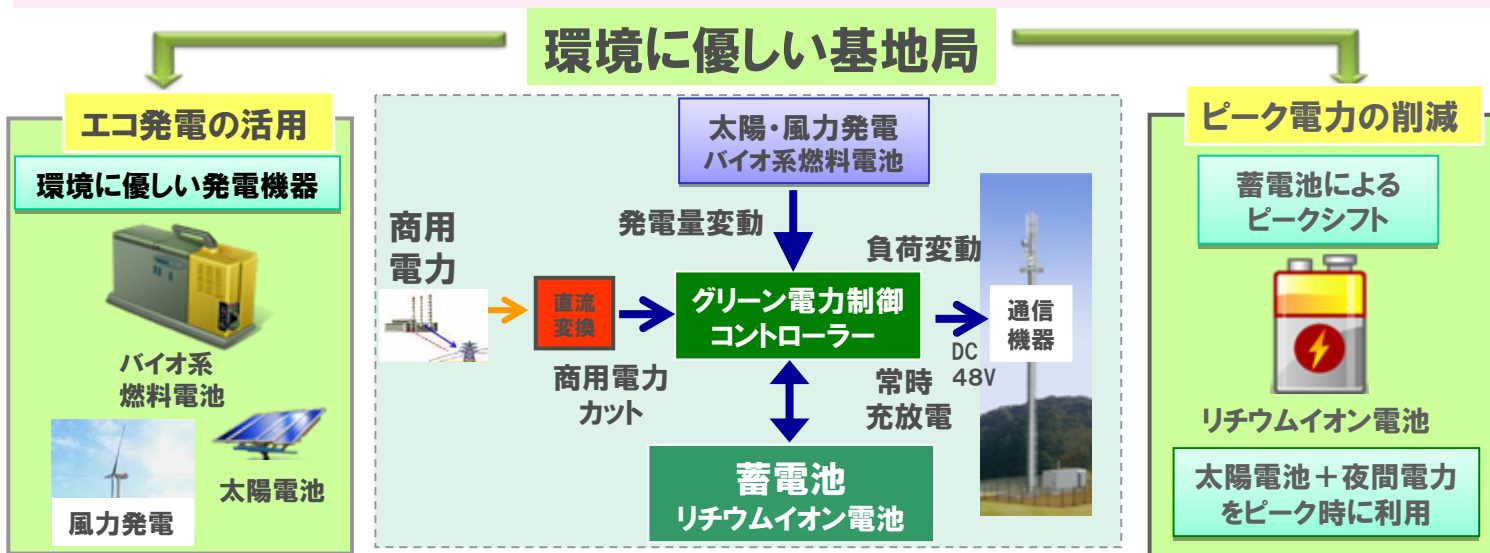 環境に優しい基地局
エコ発電の活用
環境に優しい発電機器
バイオ系
燃料電池
太陽電池
風力発電
太陽・風力発電
バイオ系燃料電池
商用
電力
発電量変動
負荷変動
直流
変換
グリーン電力制御
コントローラー
通信
機器
DC
48V
商用電力
カット
常時
充放電
蓄電池
リチウムイオン電池
ピーク電力の削減
蓄電池による
ピークシフト
リチウムイオン電池
太陽電池＋夜間電力
をピーク時に利用